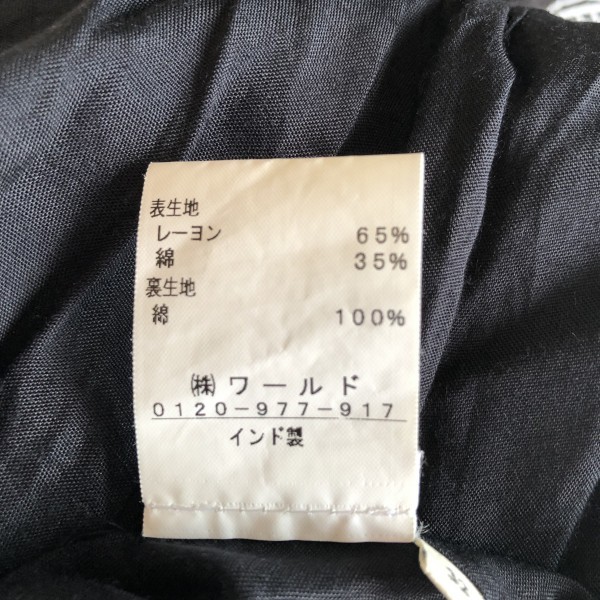 表生地
レーヨン 65%
綿 35%
裏生地
綿 100%
㈱ワールド
0120-977-917
インド製